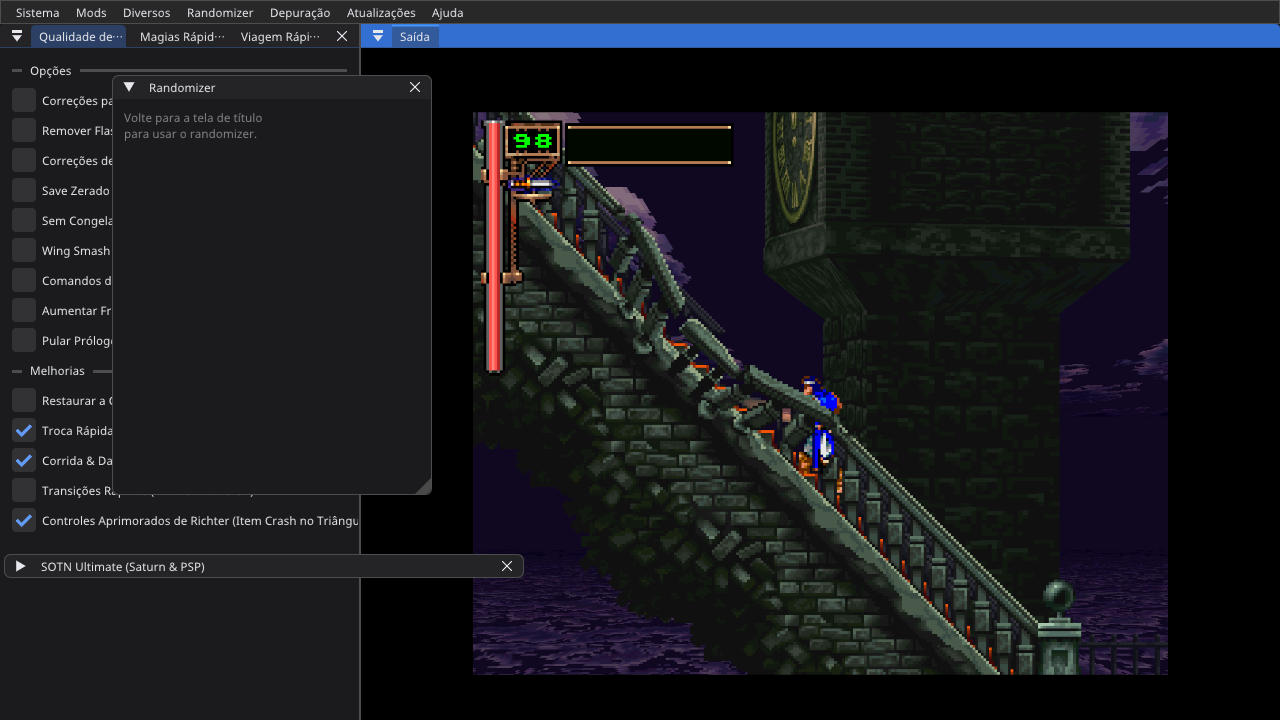 Sistema Mods Diversos Randomizer Depuração Atualizações Ajuda
Qualidade de··· Magias Rápid··· Viagem Rápi···
Saída
Opções
Randomizer
Correções pa
Volte para a tela de título
para usar o randomizer.
Remover Flas
Correções de
Save Zerado
Sem Congela
Wing Smash
Comandos d
Aumentar Fr
Pular Prólogo
Melhorias
Restaurar a
Troca Rápida
Corrida & Da
Transições
Controles Aprimorados de Richter (Item Crash no Triângu
SOTN Ultimate (Saturn & PSP)
98